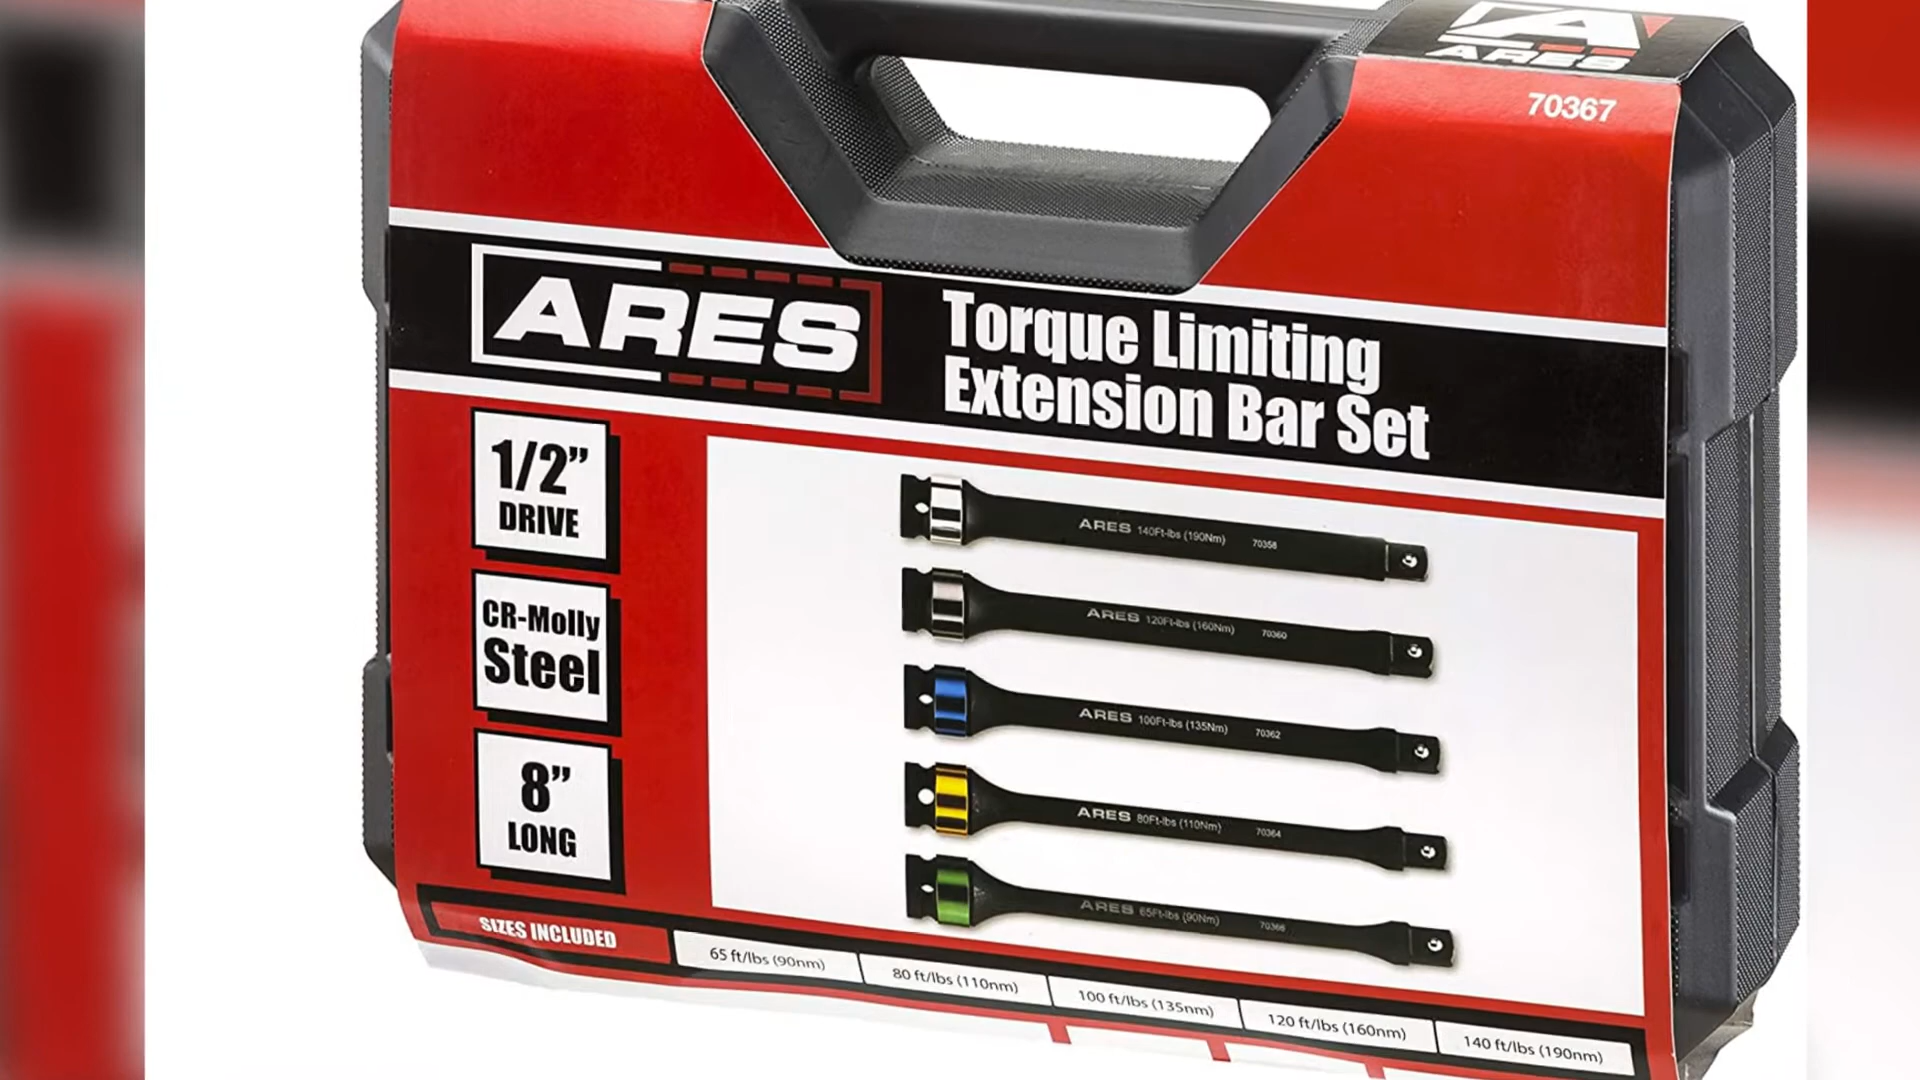 ARES
70367
ARES
Torque Limiting
Extension Bar Set
1/2”
DRIVE
CR-Molly
Steel
8”
LONG
ARES 140Ft-lbs (190Nm) 70358
ARES 120Ft-lbs (160Nm) 70360
ARES 100Ft-lbs (135Nm) 70362
ARES 80Ft-lbs (110Nm) 70364
ARES 65Ft-lbs (90Nm) 70366
SIZES INCLUDED
65 ft/lbs (90nm)
80 ft/lbs (110nm)
100 ft/lbs (135nm)
120 ft/lbs (160nm)
140 ft/lbs (190nm)